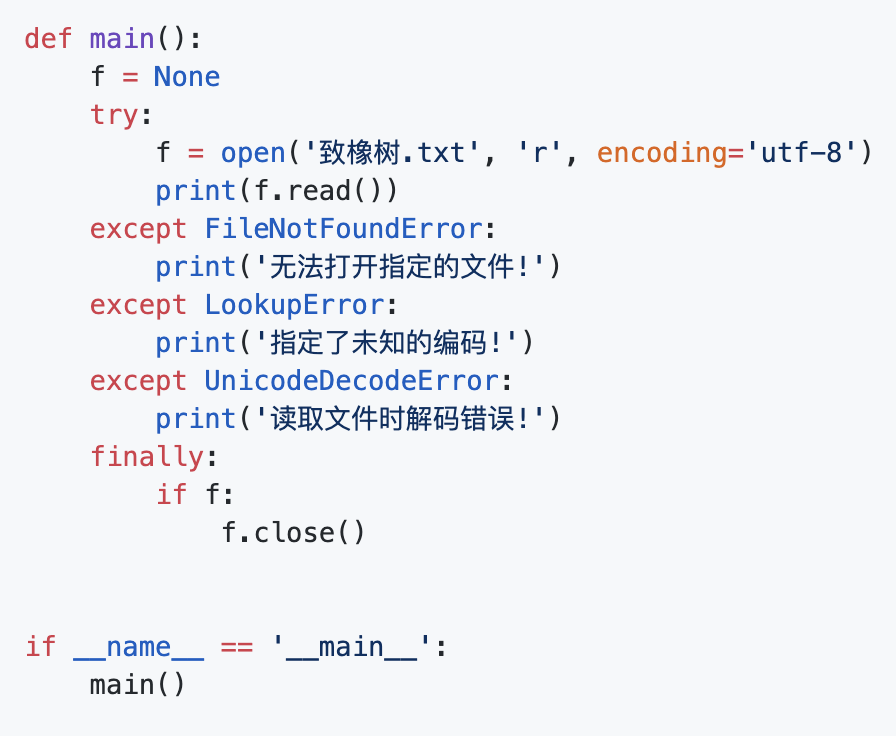 def main():
    f = None
    try:
        f = open('致橡树.txt', 'r', encoding='utf-8')
        print(f.read())
    except FileNotFoundError:
        print('无法打开指定的文件!')
    except LookupError:
        print('指定了未知的编码!')
    except UnicodeDecodeError:
        print('读取文件时解码错误!')
    finally:
        if f:
            f.close()
if __name__ == '__main__':
    main()